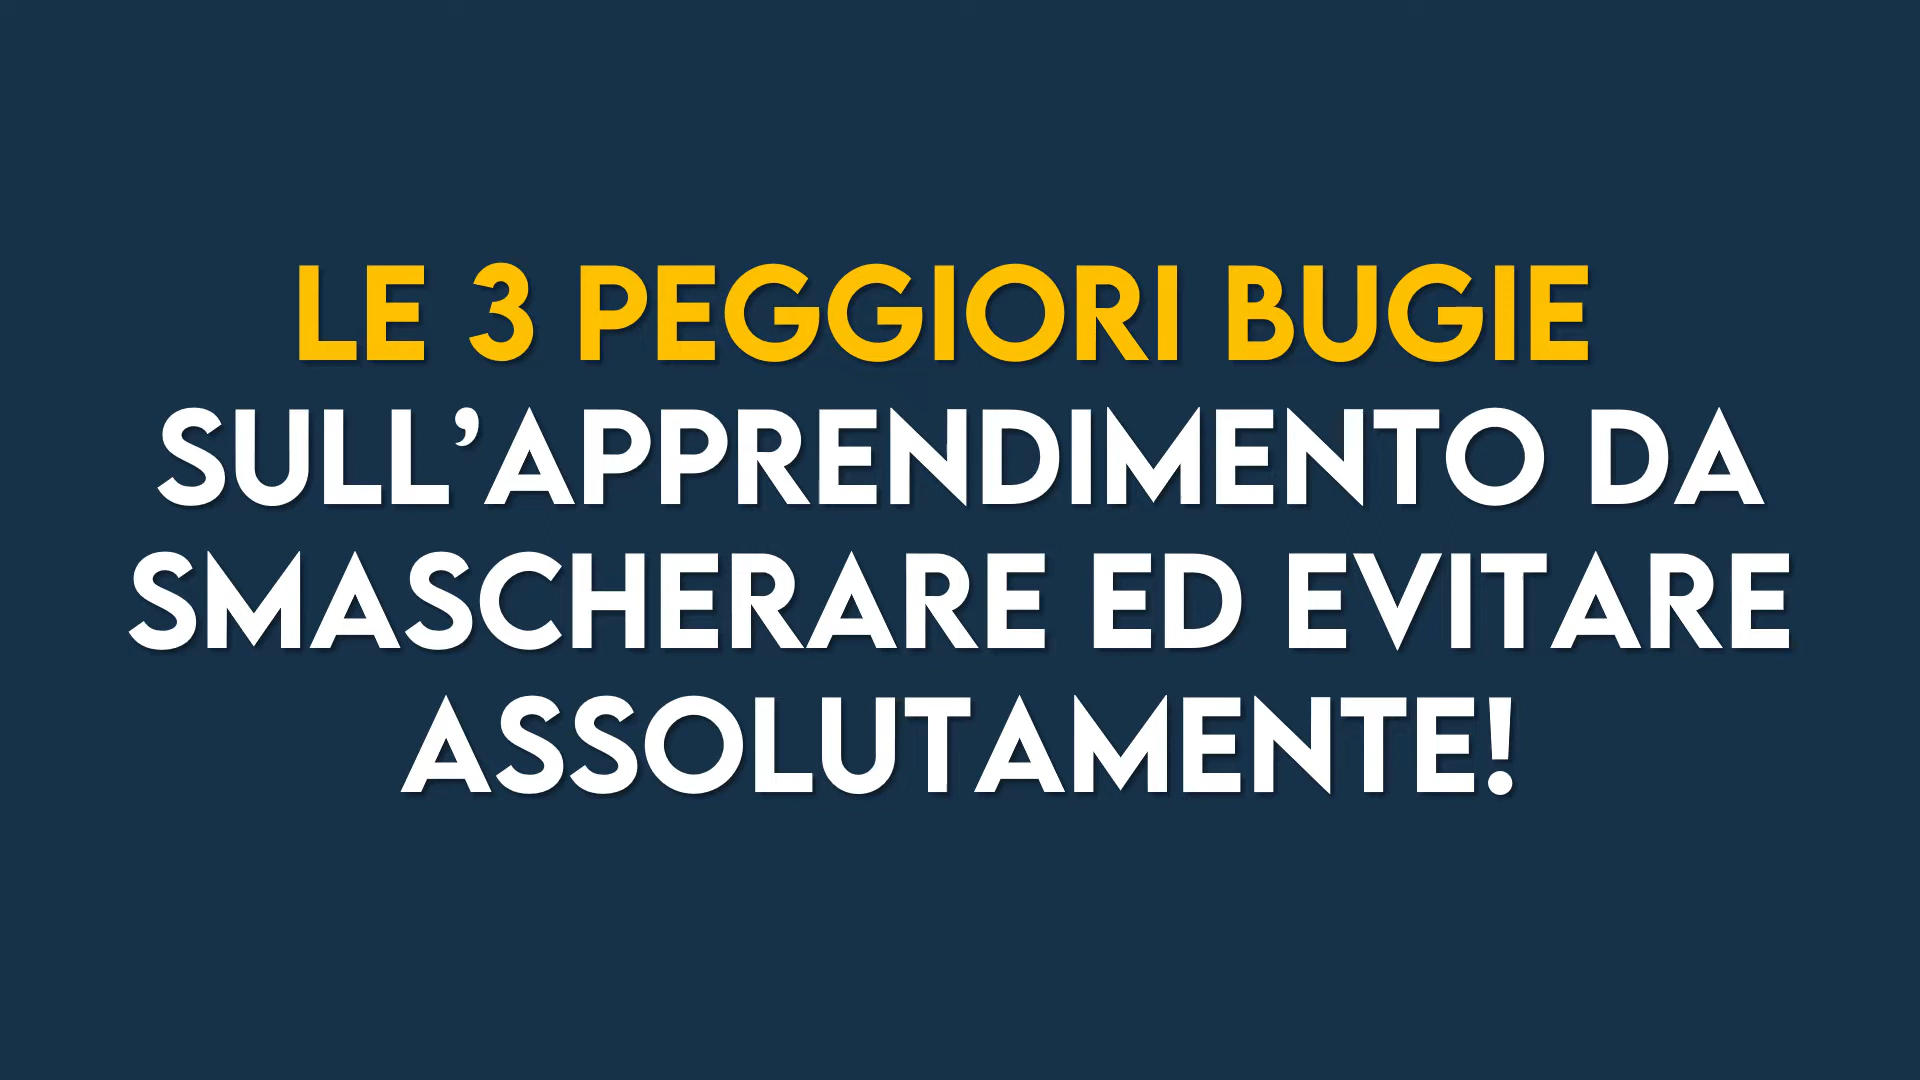 LE 3 PEGGIORI BUGIE
SULL’APPRENDIMENTO DA
SMASCHERARE ED EVITARE
ASSOLUTAMENTE!